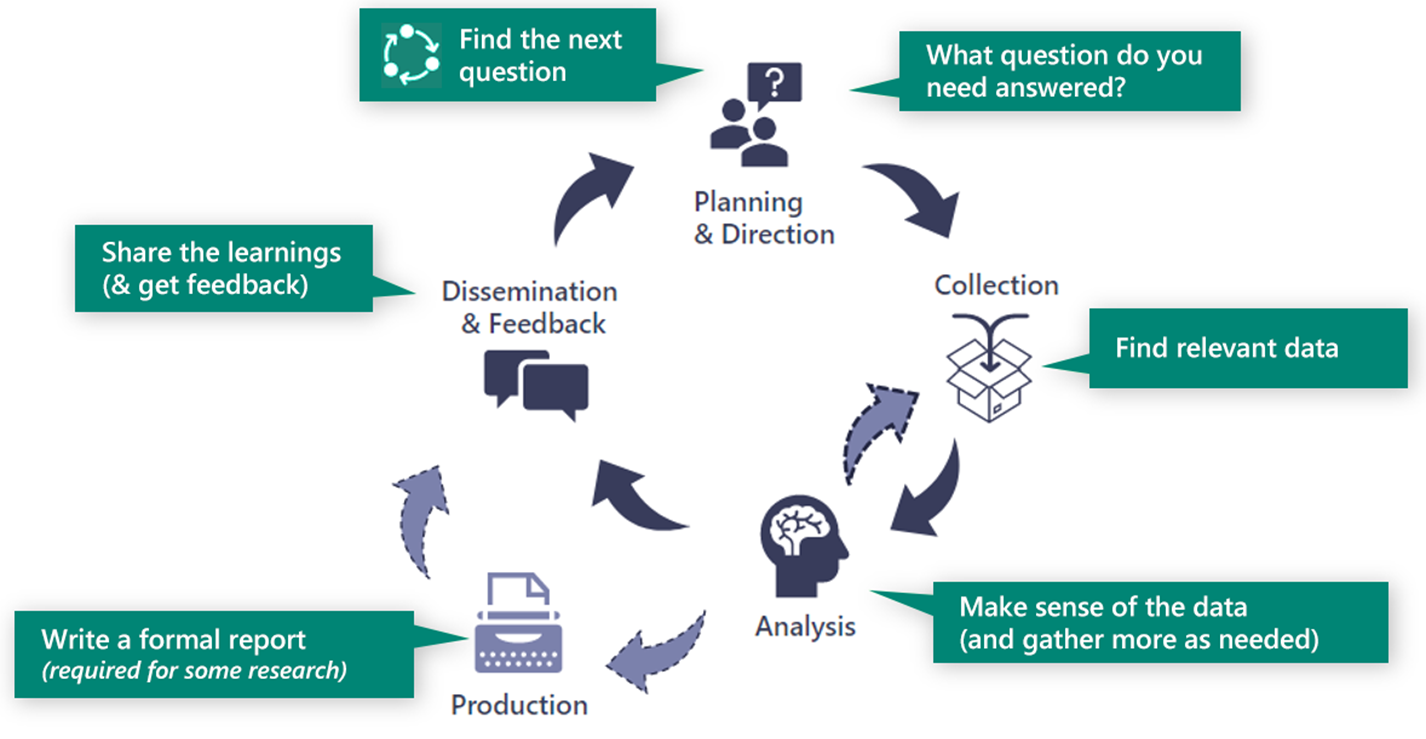 Find the next
question
What question do you
need answered?
?
Planning
& Direction
Share the learnings
(& get feedback)
Dissemination
& Feedback
Collection
Find relevant data
Make sense of the data
(and gather more as needed)
Analysis
Write a formal report
(required for some research)
Production